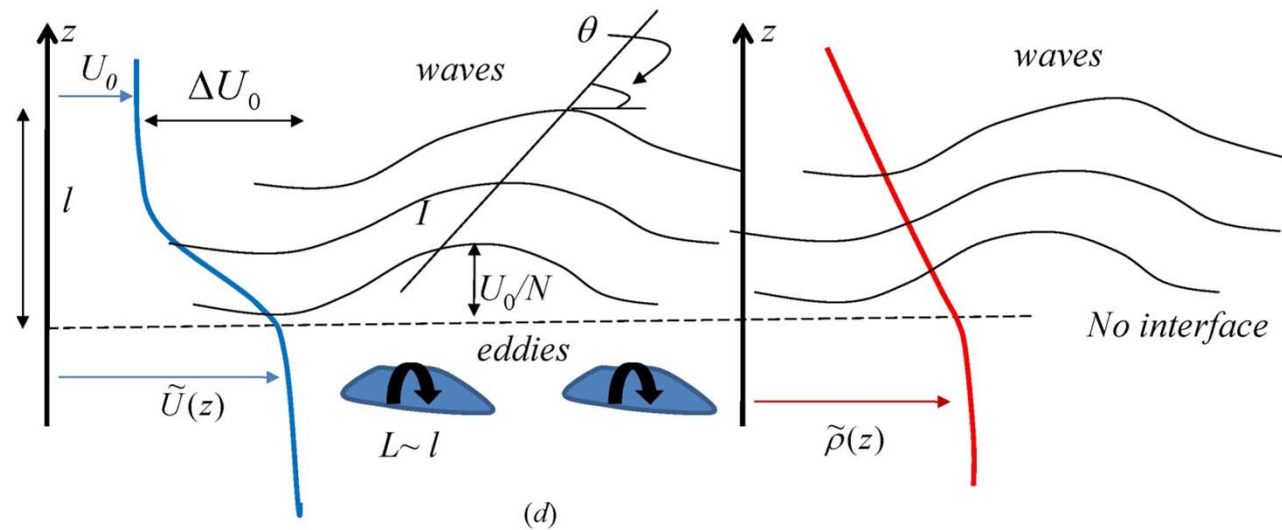 z
U₀
ΔU₀
l
waves
θ
I
U₀/N
eddies
Ũ(z)
L~ l
z
waves
No interface
ρ̃(z)
(d)